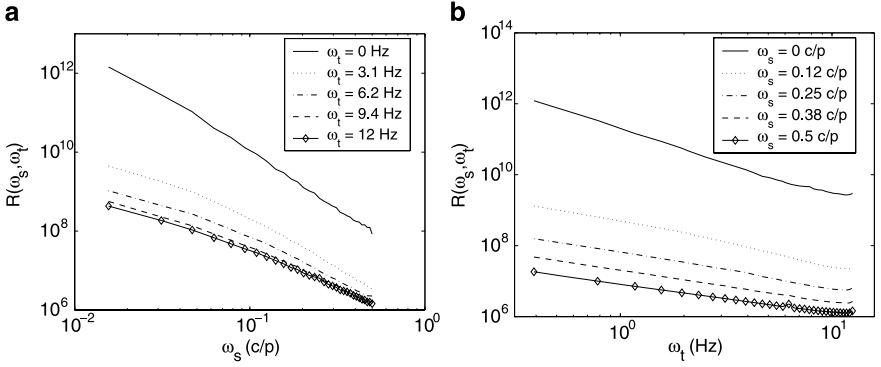 a
R(ω_s,ω_t)
10^12
10^10
10^8
10^6
10^−2
10^−1
10^0
ω_s (c/p)
ω_t = 0 Hz
ω_t = 3.1 Hz
ω_t = 6.2 Hz
ω_t = 9.4 Hz
ω_t = 12 Hz
b
R(ω_s,ω_t)
10^14
10^12
10^10
10^8
10^6
10^0
10^1
ω_t (Hz)
ω_s = 0 c/p
ω_s = 0.12 c/p
ω_s = 0.25 c/p
ω_s = 0.38 c/p
ω_s = 0.5 c/p